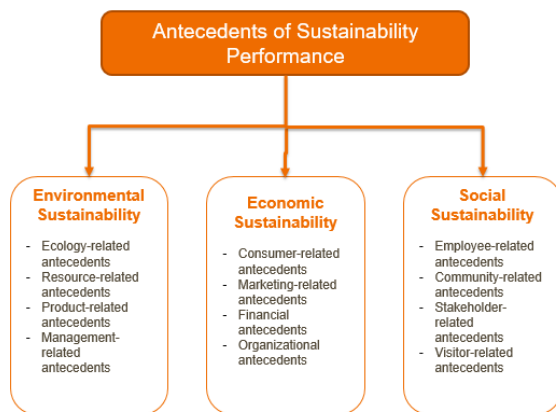 Antecedents of Sustainability
Performance
Environmental
Sustainability
- Ecology-related
antecedents
- Resource-related
antecedents
- Product-related
antecedents
- Management-
related
antecedents
Economic
Sustainability
- Consumer-related
antecedents
- Marketing-related
antecedents
- Financial
antecedents
- Organizational
antecedents
Social
Sustainability
- Employee-related
antecedents
- Community-related
antecedents
- Stakeholder-
related
antecedents
- Visitor-related
antecedents